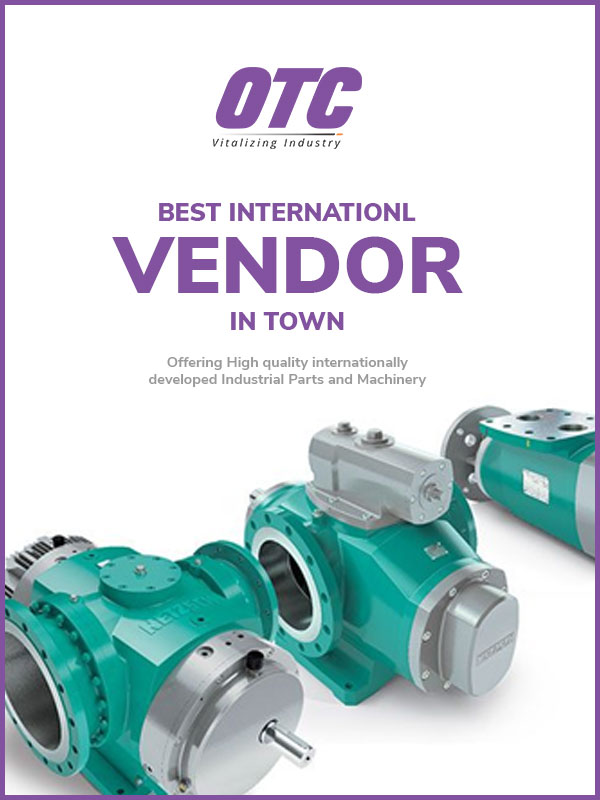 OTC
Vitalizing Industry
BEST INTERNATIONL
VENDOR
IN TOWN
Offering High quality internationally
developed Industrial Parts and Machinery